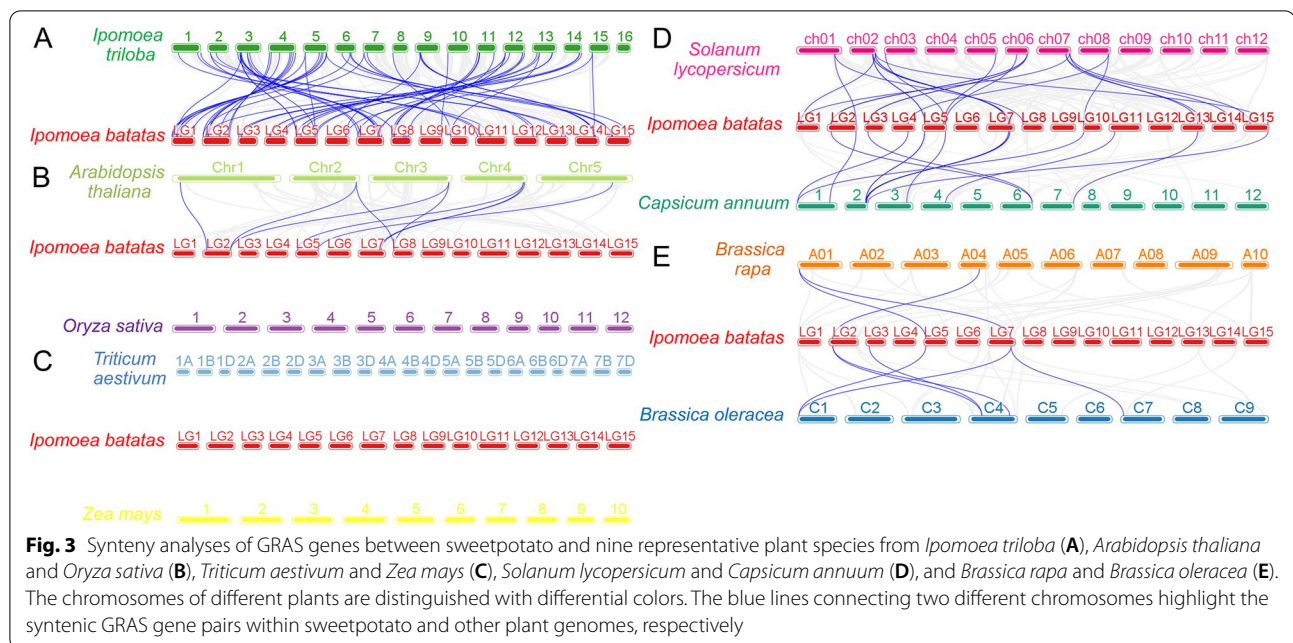 A
Ipomoea
triloba
1 2 3 4 5 6 7 8 9 10 11 12 13 14 15 16
Ipomoea batatas
LG1 LG2 LG3 LG4 LG5 LG6 LG7 LG8 LG9 LG10 LG11 LG12 LG13 LG14 LG15
B
Arabidopsis
thaliana
Chr1 Chr2 Chr3 Chr4 Chr5
Ipomoea batatas
LG1 LG2 LG3 LG4 LG5 LG6 LG7 LG8 LG9 LG10 LG11 LG12 LG13 LG14 LG15
Oryza sativa
1 2 3 4 5 6 7 8 9 10 11 12
C
Triticum
aestivum
1A 1B 1D 2A 2B 2D 3A 3B 3D 4A 4B 4D 5A 5B 5D 6A 6B 6D 7A 7B 7D
Ipomoea batatas
LG1 LG2 LG3 LG4 LG5 LG6 LG7 LG8 LG9 LG10 LG11 LG12 LG13 LG14 LG15
Zea mays
1 2 3 4 5 6 7 8 9 10
D
Solanum
lycopersicum
ch01 ch02 ch03 ch04 ch05 ch06 ch07 ch08 ch09 ch10 ch11 ch12
Ipomoea batatas
LG1 LG2 LG3 LG4 LG5 LG6 LG7 LG8 LG9 LG10 LG11 LG12 LG13 LG14 LG15
Capsicum annuum
1 2 3 4 5 6 7 8 9 10 11 12
E
Brassica
rapa
A01 A02 A03 A04 A05 A06 A07 A08 A09 A10
Ipomoea batatas
LG1 LG2 LG3 LG4 LG5 LG6 LG7 LG8 LG9 LG10 LG11 LG12 LG13 LG14 LG15
Brassica oleracea
C1 C2 C3 C4 C5 C6 C7 C8 C9
Fig. 3 Synteny analyses of GRAS genes between sweetpotato and nine representative plant species from Ipomoea triloba (A), Arabidopsis thaliana
and Oryza sativa (B), Triticum aestivum and Zea mays (C), Solanum lycopersicum and Capsicum annuum (D), and Brassica rapa and Brassica oleracea (E).
The chromosomes of different plants are distinguished with differential colors. The blue lines connecting two different chromosomes highlight the
syntenic GRAS gene pairs within sweetpotato and other plant genomes, respectively